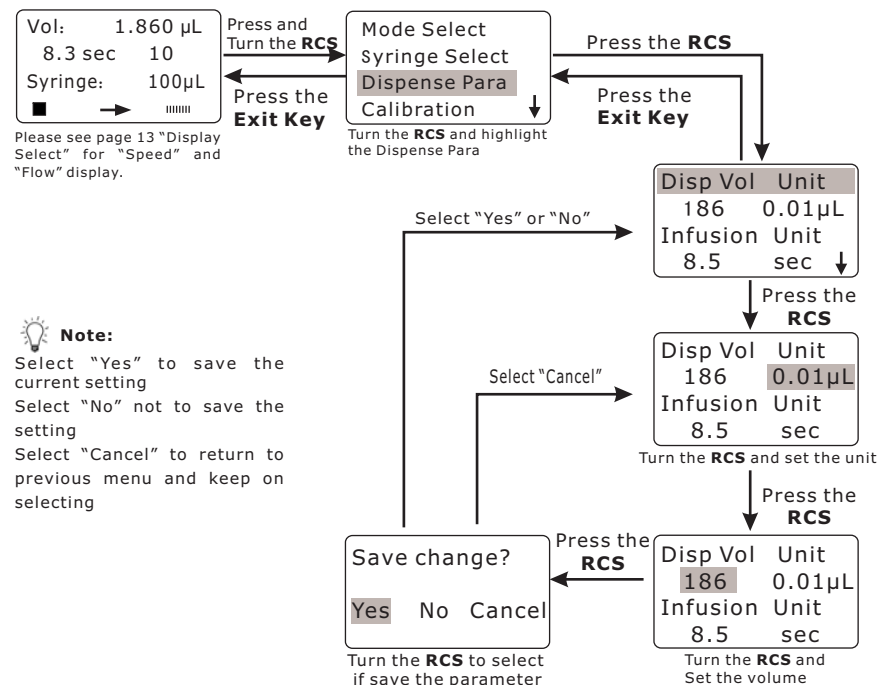 Vol: 1.860 µL
8.3 sec 10
Syringe: 100µL
Please see page 13 "Display
Select" for "Speed" and
"Flow" display.
Press and
Turn the RCS
Press the
Exit Key
Mode Select
Syringe Select
Dispense Para
Calibration
Turn the RCS and highlight
the Dispense Para
Press the RCS
Press the
Exit Key
Disp Vol Unit
186 0.01µL
Infusion Unit
8.5 sec
Select "Yes" or "No"
Press the
RCS
Note:
Select "Yes" to save the
current setting
Select "No" not to save the
setting
Select "Cancel" to return to
previous menu and keep on
selecting
Select "Cancel"
Disp Vol Unit
186 0.01µL
Infusion Unit
8.5 sec
Turn the RCS and set the unit
Press the
RCS
Disp Vol Unit
186 0.01µL
Infusion Unit
8.5 sec
Turn the RCS and
Set the volume
Press the
RCS
Save change?
Yes No Cancel
Turn the RCS to select
if save the parameter